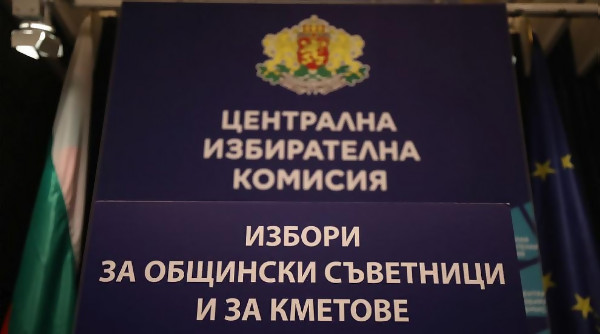 ЦЕНТРАЛНА
ИЗБИРАТЕЛНА
КОМИСИЯ
ИЗБОРИ
ЗА ОБЩИНСКИ СЪВЕТНИЦИ
И ЗА КМЕТОВЕ